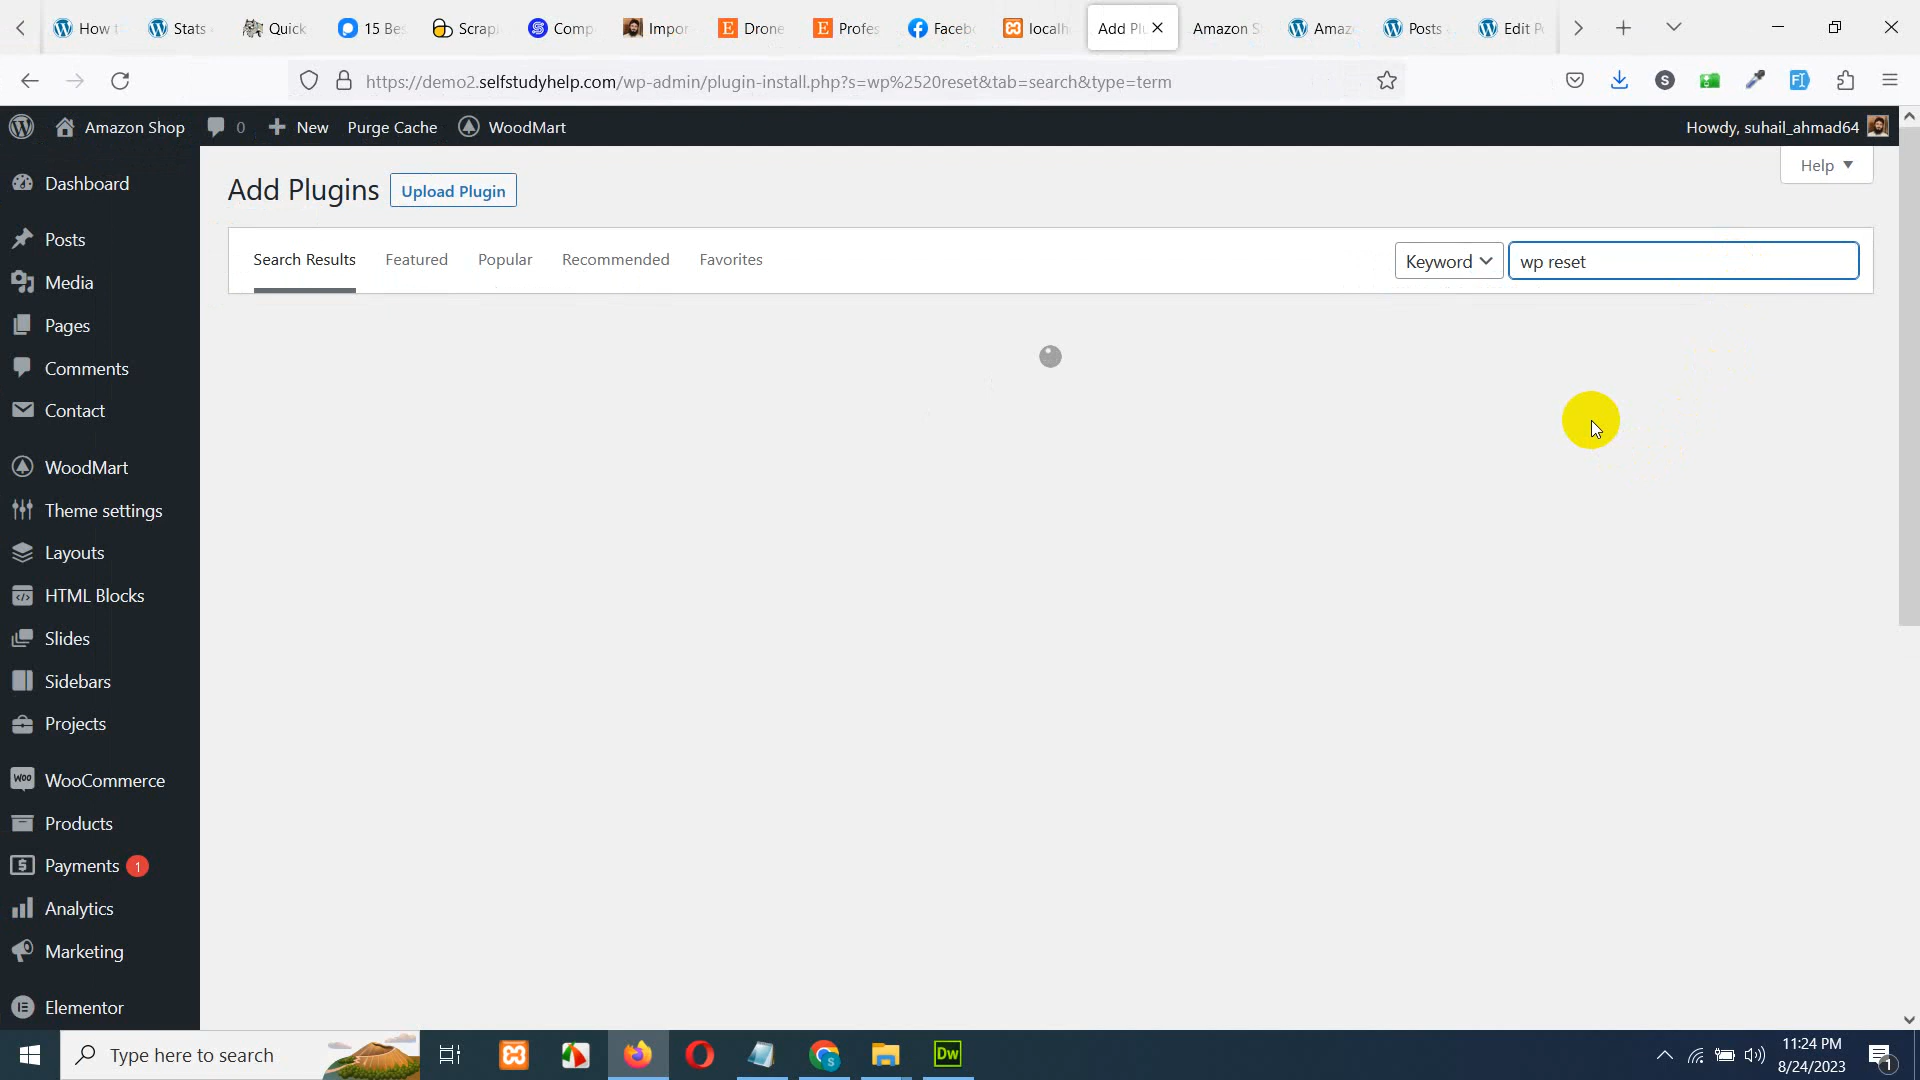 How t
Stats
Quick
15 Bes
Scrap
Comp
Impor
Drone
Profes
Facebo
localh
Add Plu
Amazon S
Amaz
Posts
Edit P
https://demo2.selfstudyhelp.com/wp-admin/plugin-install.php?s=wp%2520reset&tab=search&type=term
Amazon Shop
0
New
Purge Cache
WoodMart
Howdy, suhail_ahmad64
Help
Add Plugins
Upload Plugin
Search Results
Featured
Popular
Recommended
Favorites
Keyword
wp reset
Dashboard
Posts
Media
Pages
Comments
Contact
WoodMart
Theme settings
Layouts
HTML Blocks
Slides
Sidebars
Projects
WooCommerce
Products
Payments 1
Analytics
Marketing
Elementor
Type here to search
11:24 PM
8/24/2023
1